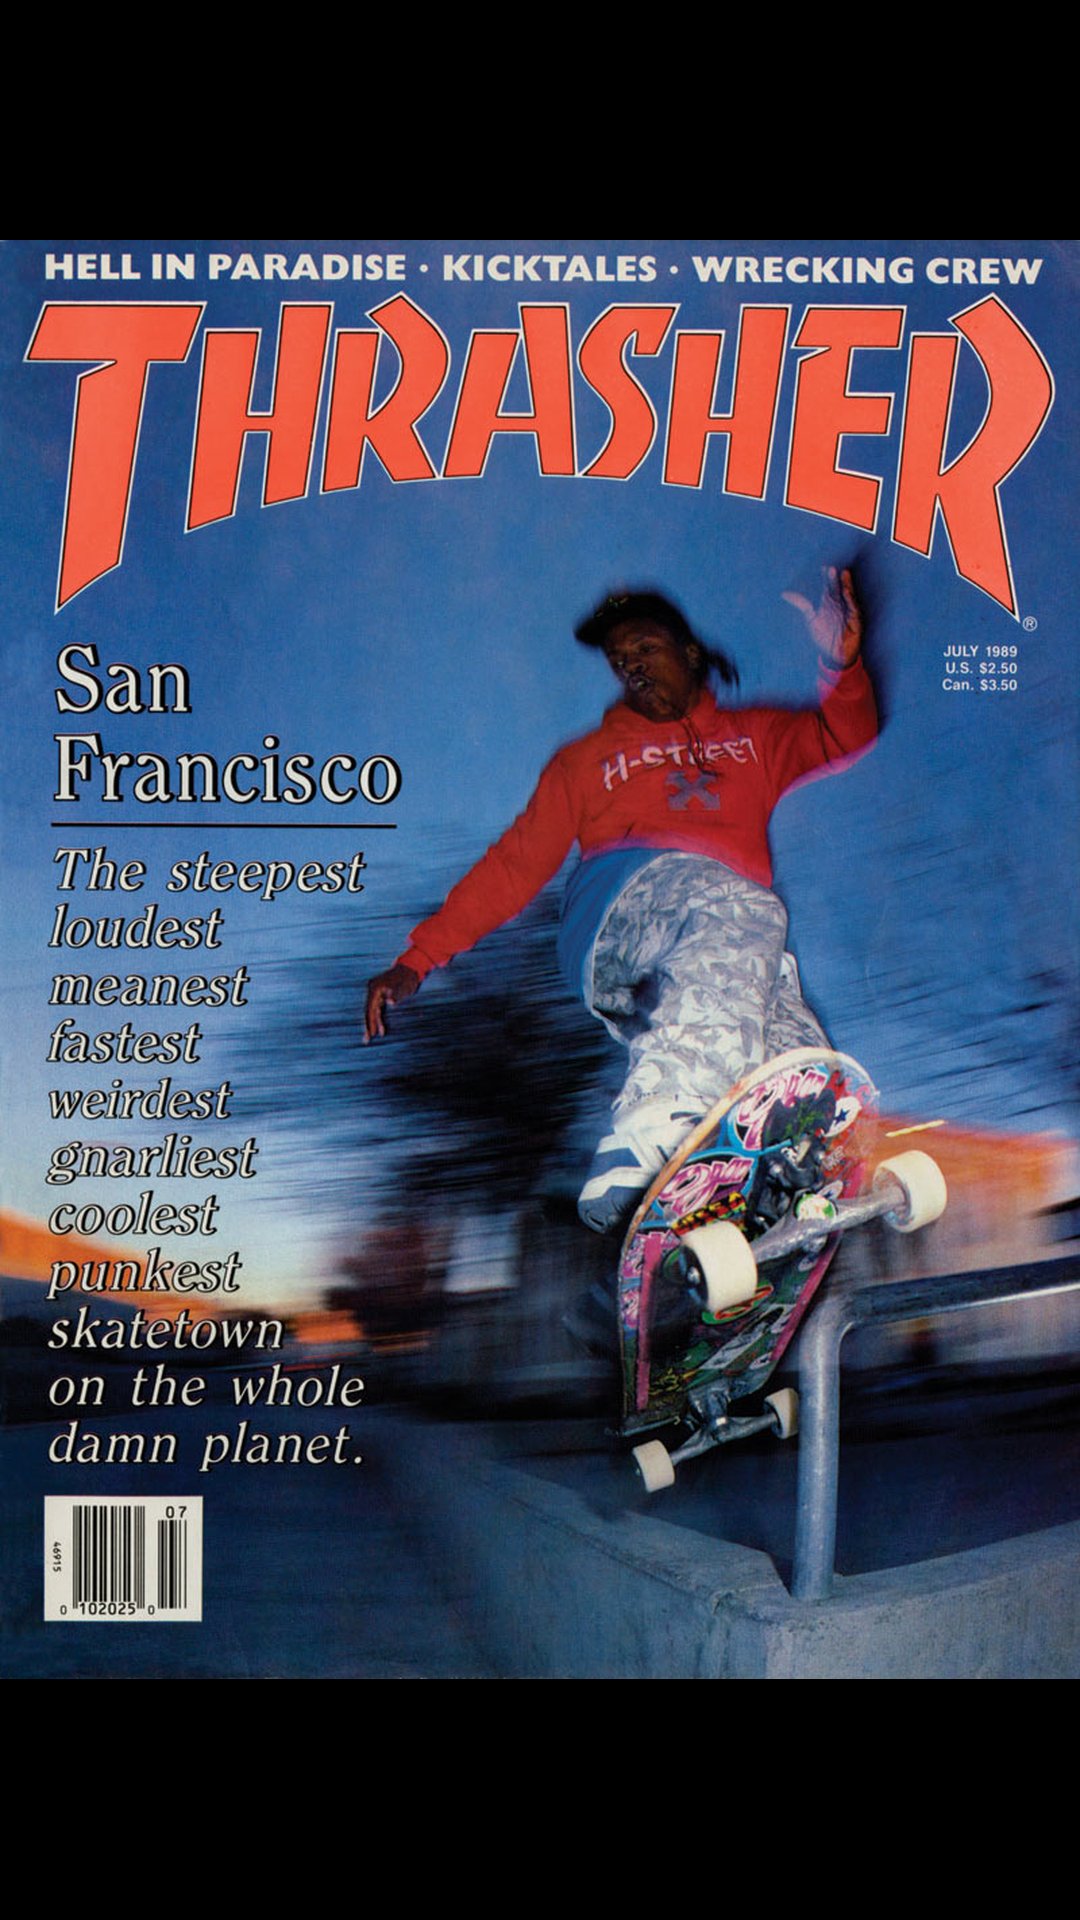 HELL IN PARADISE • KICKTALES • WRECKING CREW
THRASHER®
JULY 1989
U.S. $2.50
Can. $3.50
San
Francisco
The steepest
loudest
meanest
fastest
weirdest
gnarliest
coolest
punkest
skatetown
on the whole
damn planet.
H-STREET
07
46915
0 102025 0